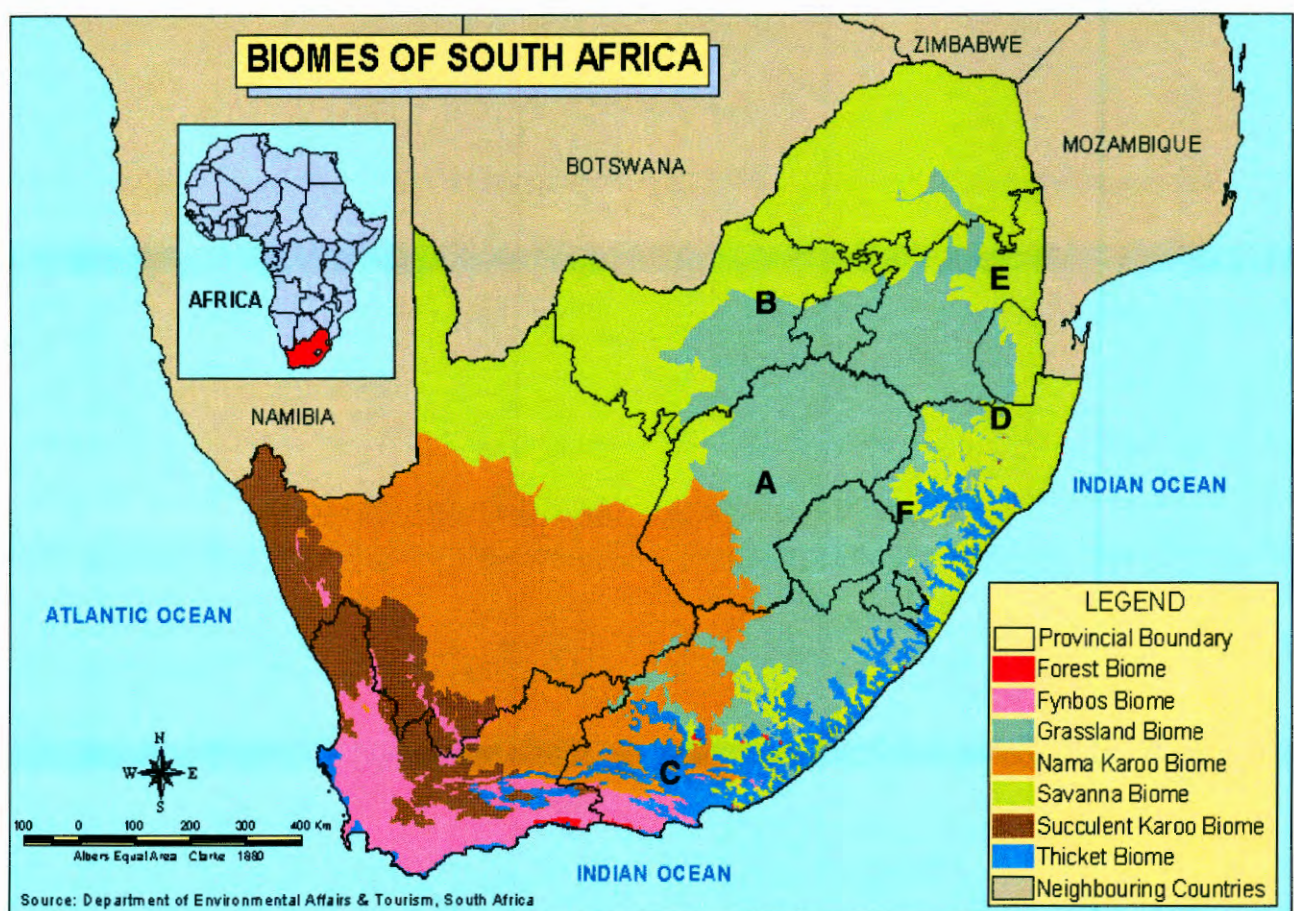 BIOMES OF SOUTH AFRICA
ZIMBABWE
MOZAMBIQUE
BOTSWANA
AFRICA
NAMIBIA
B
E
D
A
F
C
INDIAN OCEAN
ATLANTIC OCEAN
INDIAN OCEAN
LEGEND
Provincial Boundary
Forest Biome
Fynbos Biome
Grassland Biome
Nama Karoo Biome
Savanna Biome
Succulent Karoo Biome
Thicket Biome
Neighbouring Countries
N
W E
S
100 0 100 200 300 400 Km
Albers Equal Area Clarke 1880
Source: Department of Environmental Affairs & Tourism, South Africa